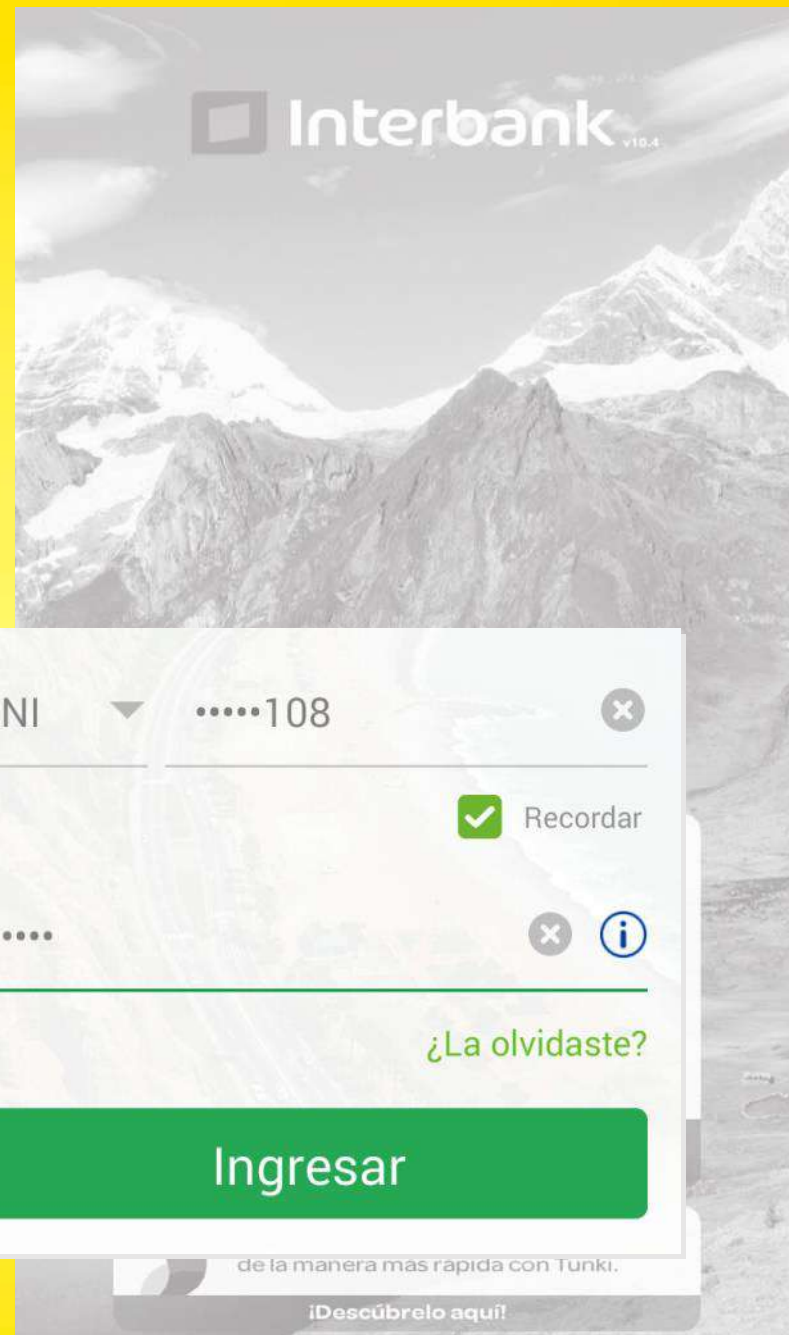 Interbank v10.4
NI •••••108
Recordar
••••
¿La olvidaste?
Ingresar
de la manera más rápida con Tunki.
¡Descúbrelo aquí!